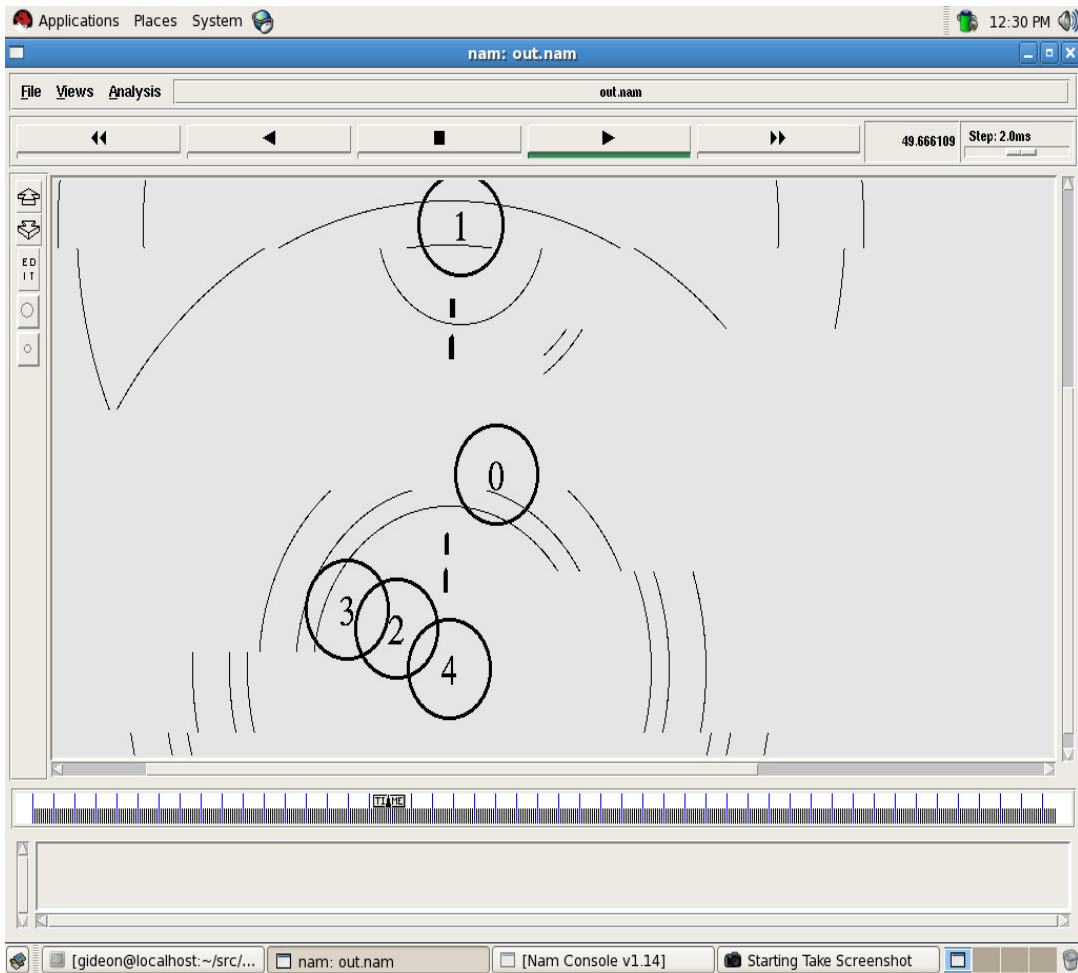 Applications Places System 12:30 PM
nam: out.nam
File Views Analysis out.nam
49.666109 Step: 2.0ms
ED
IT
1
0
3
2
4
TIME
[gideon@localhost:~/src/... nam: out.nam [Nam Console v1.14] Starting Take Screenshot